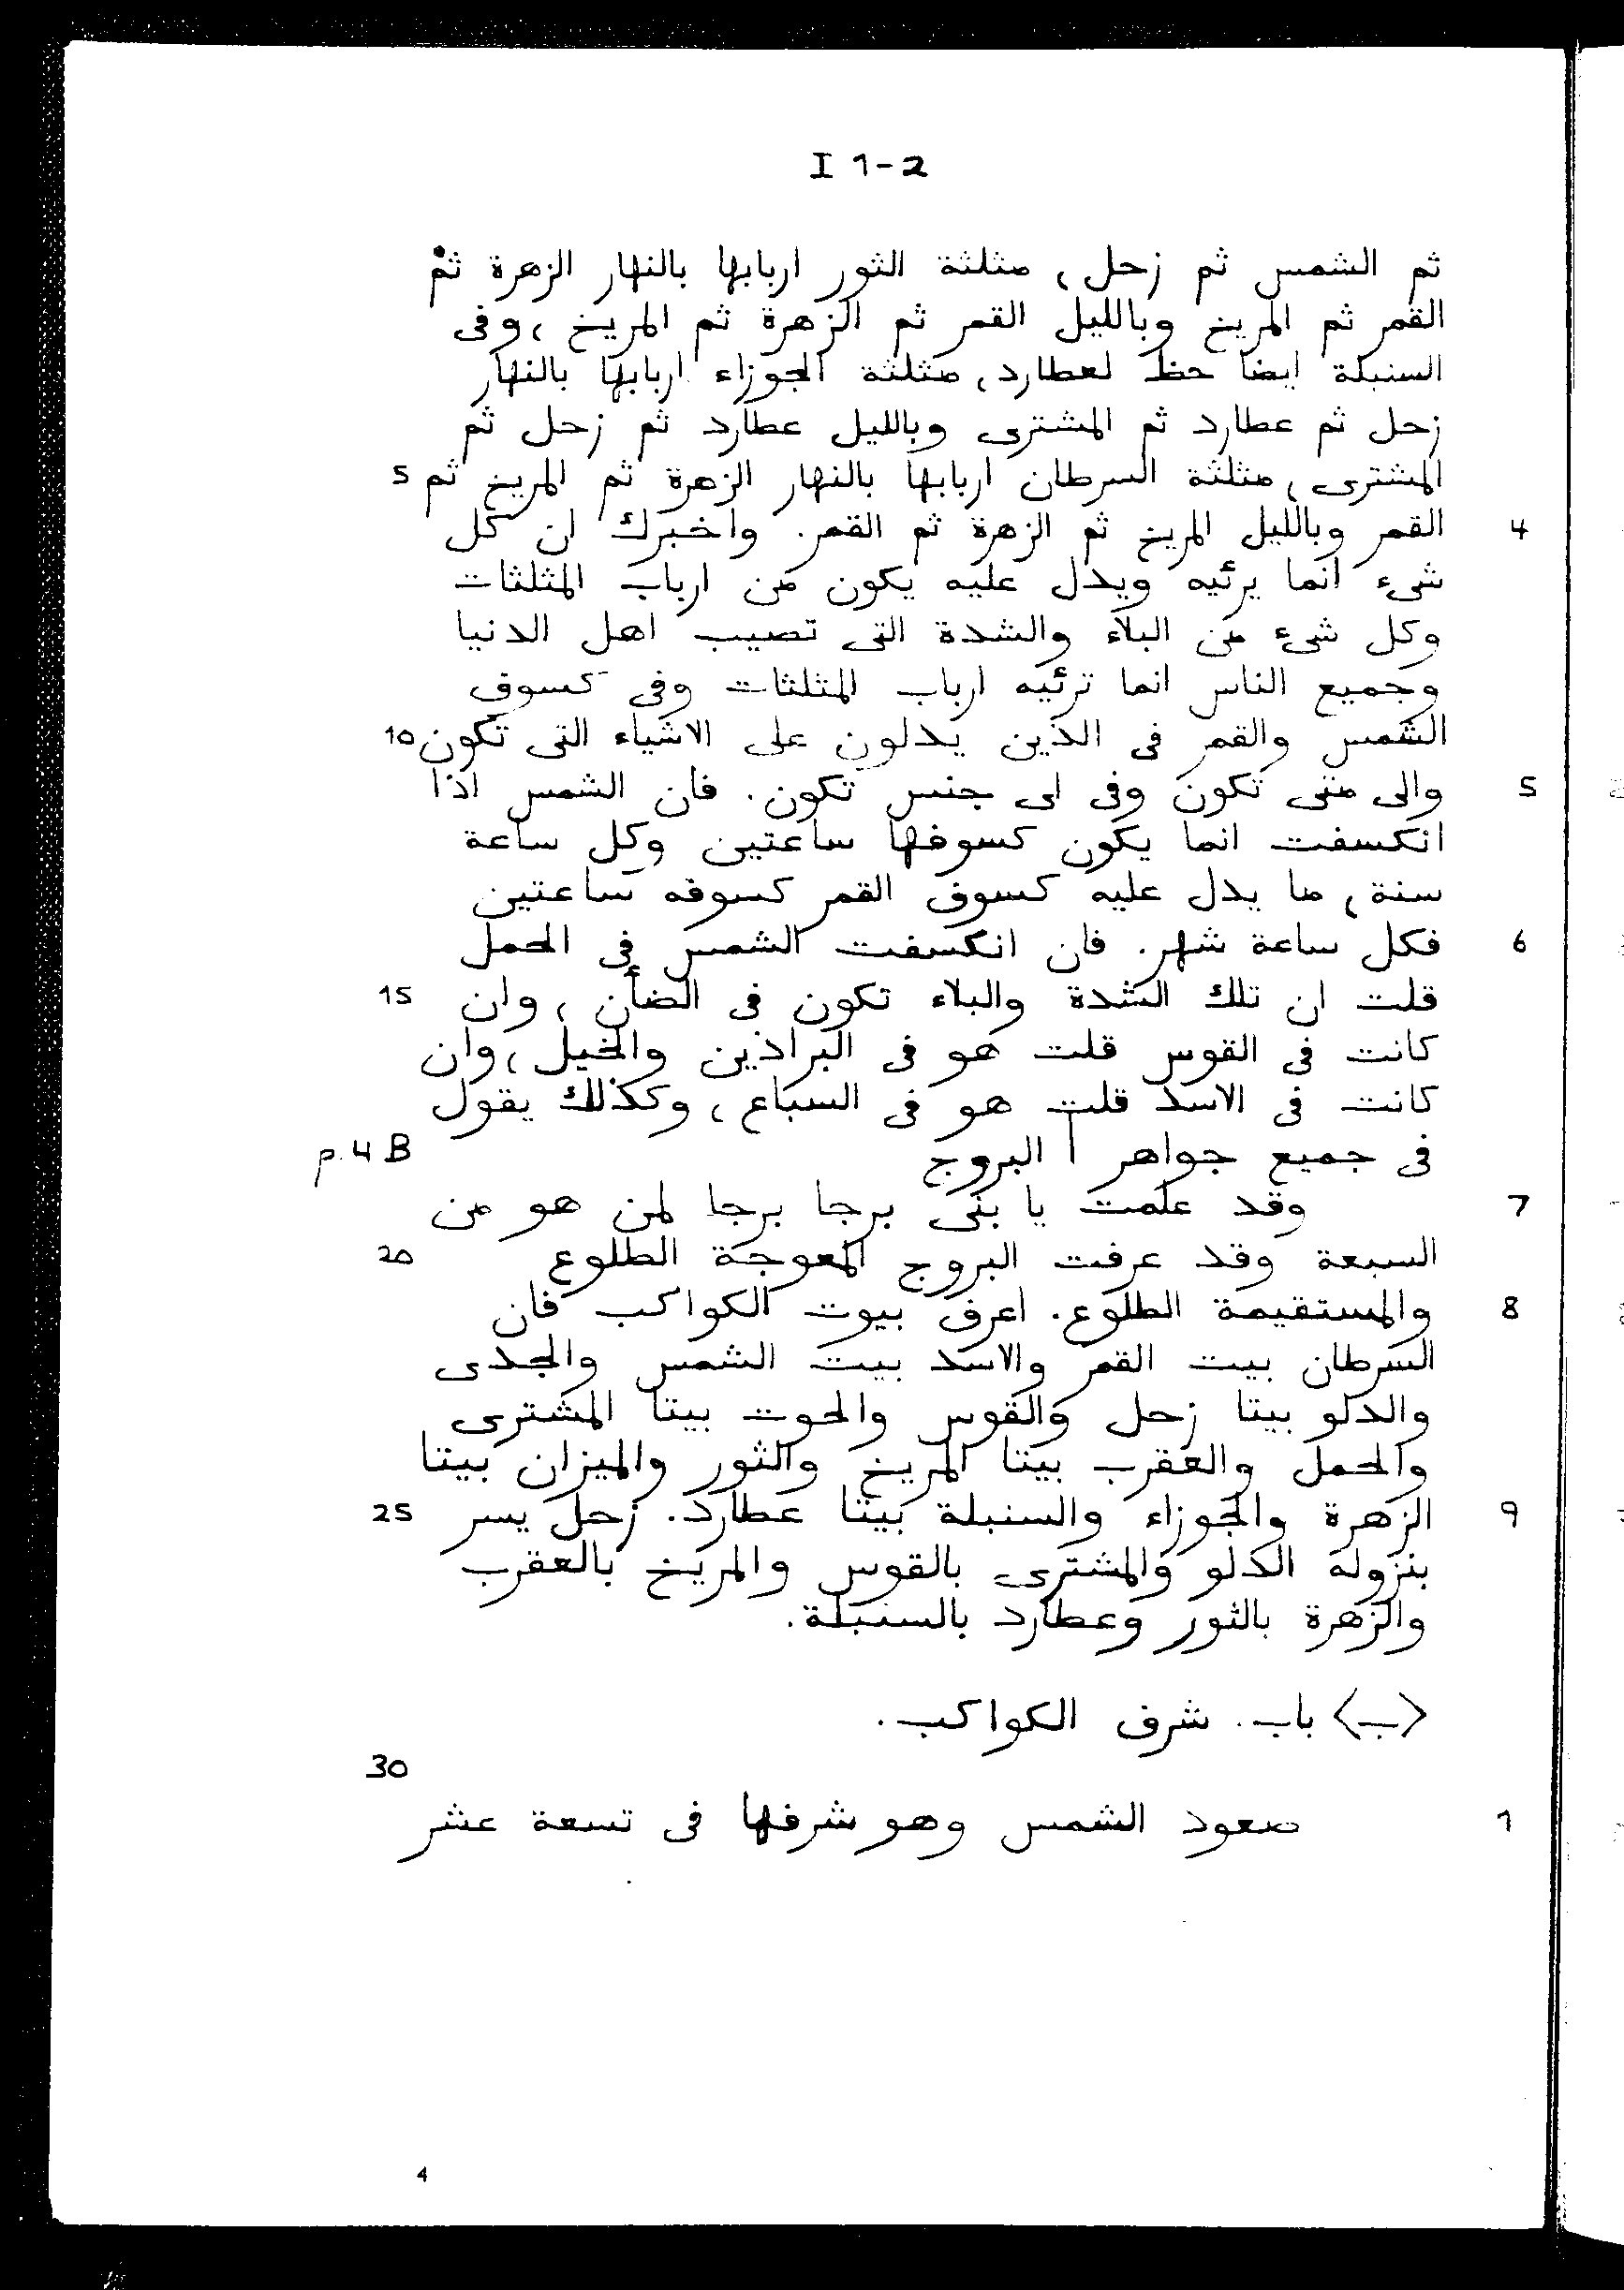 I 1-2
ثم الشمس ثم زحل، مثلثة الثور اربابها بالنهار الزهرة ثم
القمر ثم المريخ وبالليل القمر ثم الزهرة ثم المريخ، وفى
السنبلة ايضا حظ لعطارد، مثلثة الجوزاء اربابها بالنهار
زحل ثم عطارد ثم المشترى وبالليل عطارد ثم زحل ثم
المشترى، مثلثة السرطان اربابها بالنهار الزهرة ثم المريخ ثم 5
4 القمر وبالليل المريخ ثم الزهرة ثم القمر. واخبرك ان كل
شىء انما يرئيه ويدل عليه يكون من ارباب المثلثات
وكل شىء من البلاء والشدة التى تصيب اهل الدنيا
وجميع الناس انما ترئيه ارباب المثلثات وفى كسوف
الشمس والقمر فى الذين يدلون على الاشياء التى تكون 10
5 والى متى تكون وفى اى جنس تكون. فان الشمس اذا
انكسفت انما يكون كسوفها ساعتين وكل ساعة
سنة، ما يدل عليه كسوف القمر كسوفه ساعتين
6 فكل ساعة شهر. فان انكسفت الشمس فى الحمل
قلت ان تلك الشدة والبلاء تكون فى الضأن، وان 15
كانت فى القوس قلت هو فى البراذين والخيل، وان
كانت فى الاسد قلت هو فى السباع، وكذلك يقول
فى جميع جواهر | البروج p. 4 B
7 وقد علمت يا بنى برجا برجا لمن هو من
السبعة وقد عرفت البروج المعوجة الطلوع 20
8 والمستقيمة الطلوع. اعرف بيوت الكواكب فان
السرطان بيت القمر والاسد بيت الشمس والجدى
والدلو بيتا زحل والقوس والحوت بيتا المشترى
والحمل والعقرب بيتا المريخ والثور والميزان بيتا
9 الزهرة والجوزاء والسنبلة بيتا عطارد. زحل يسر 25
بنزوله الدلو والمشترى بالقوس والمريخ بالعقرب
والزهرة بالثور وعطارد بالسنبلة.
<ب> باب. شرف الكواكب.
30
1 صعود الشمس وهو شرفها فى تسعة عشر
4